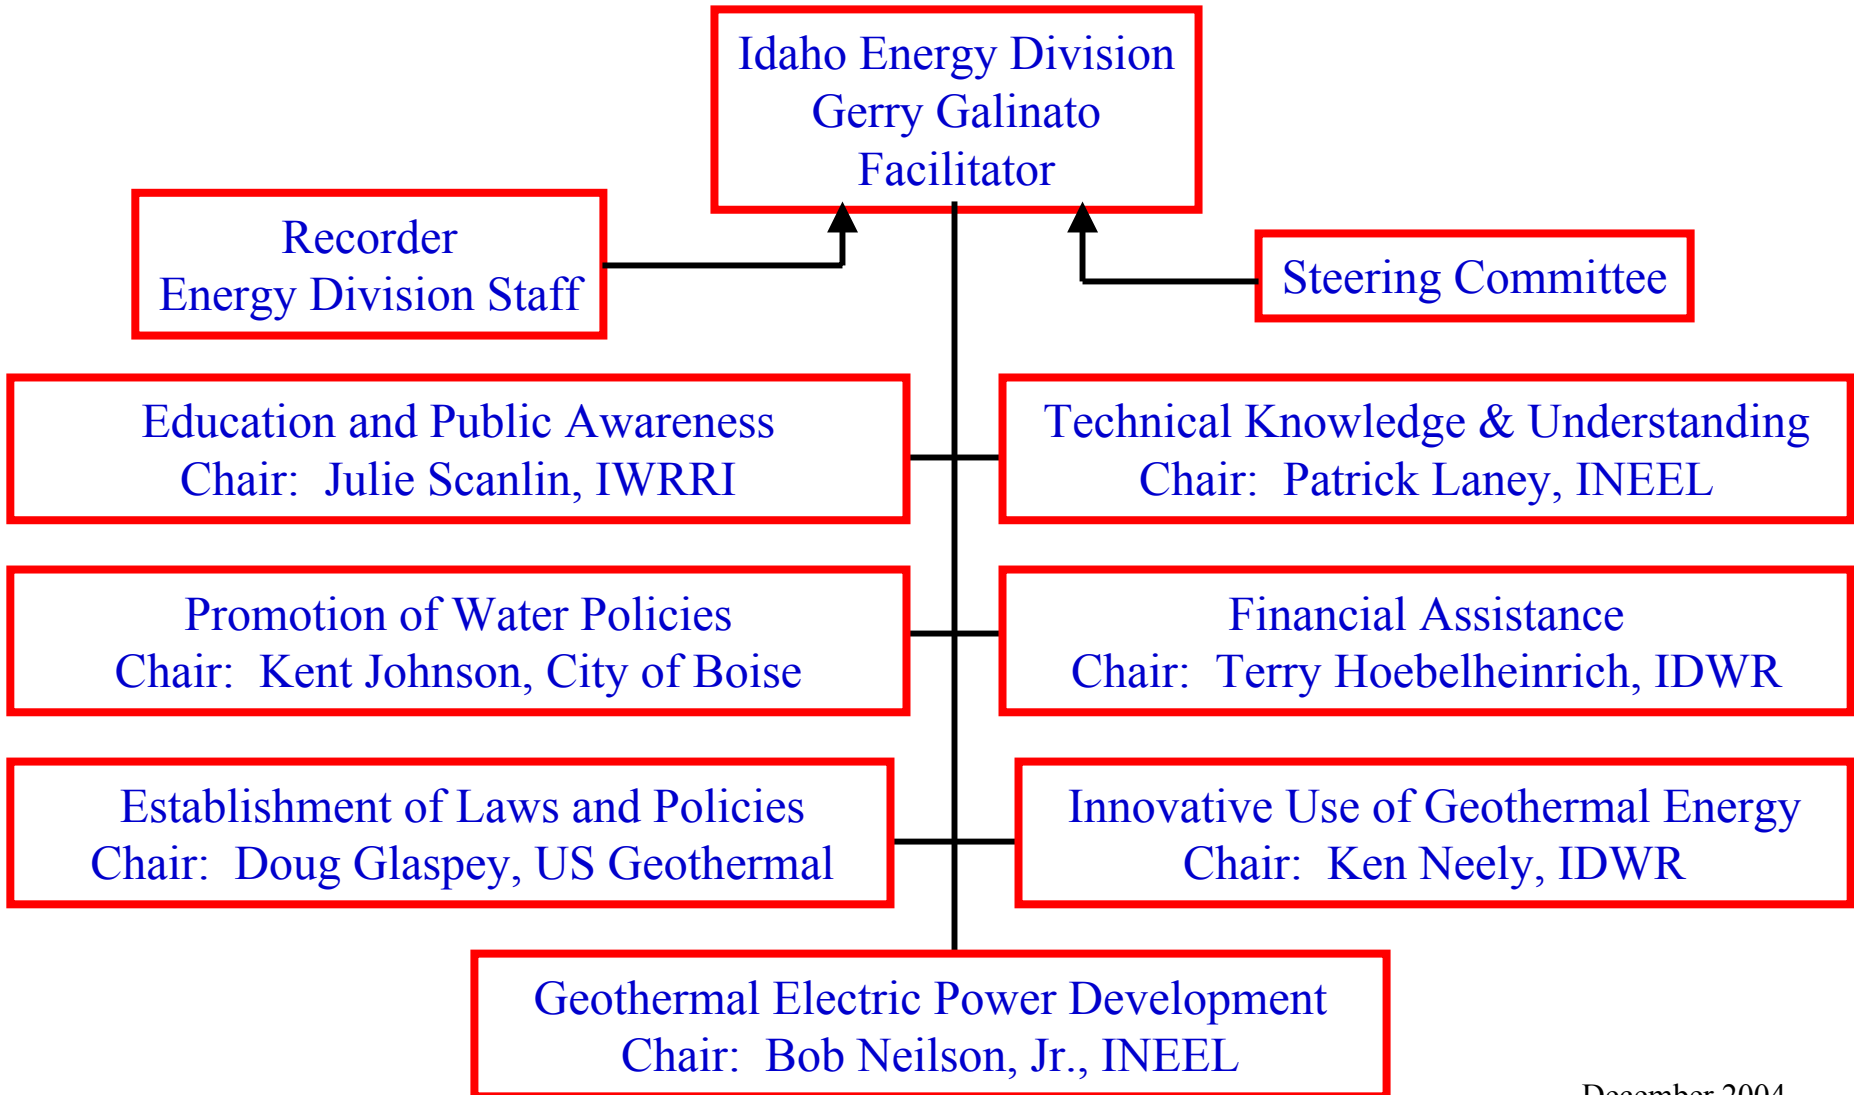 Idaho Energy Division
Gerry Galinato
Facilitator
Recorder
Energy Division Staff
Steering Committee
Education and Public Awareness
Chair:  Julie Scanlin, IWRRI
Technical Knowledge & Understanding
Chair:  Patrick Laney, INEEL
Promotion of Water Policies
Chair:  Kent Johnson, City of Boise
Financial Assistance
Chair:  Terry Hoebelheinrich, IDWR
Establishment of Laws and Policies
Chair:  Doug Glaspey, US Geothermal
Innovative Use of Geothermal Energy
Chair:  Ken Neely, IDWR
Geothermal Electric Power Development
Chair:  Bob Neilson, Jr., INEEL
December 2004